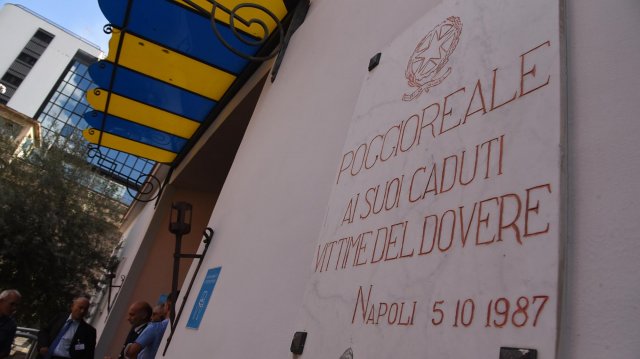 POGGIOREALE
AI SUOI CADUTI
VITTIME DEL DOVERE
NAPOLI 5 10 1987